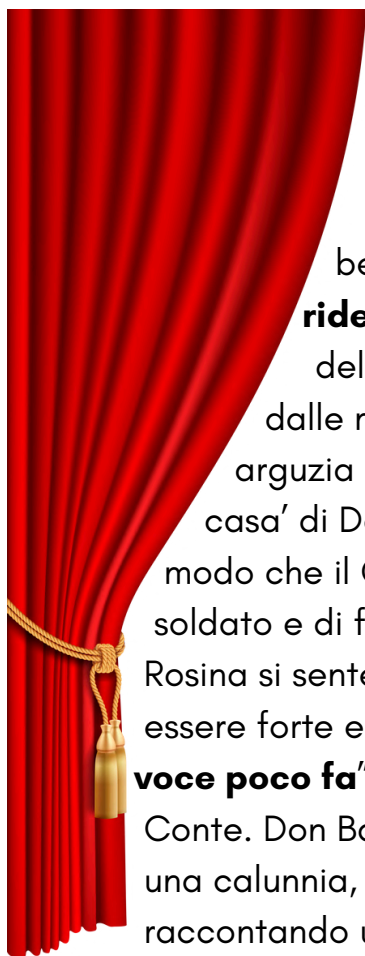 be
ride
del
dalle
arguzia
casa’ di D
modo che il
soldato e di f
Rosina si sente
essere forte e
voce poco fa"
Conte. Don Ba
una calunnia,
raccontando u